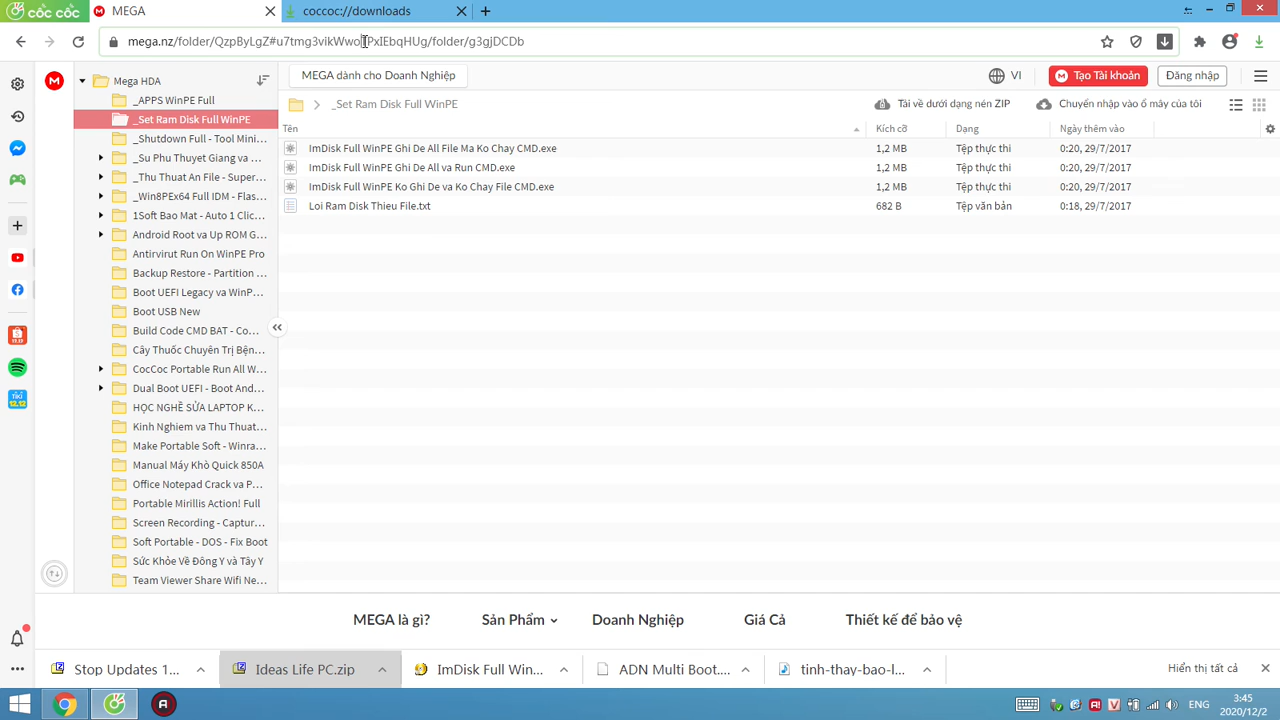 cốc cốc
MEGA
coccoc://downloads
mega.nz/folder/QzpByLgZ#u7tmg3vikWwo PxIEbqHUg/folder/g3gjDCDb
Mega HDA
_APPS WinPE Full
_Set Ram Disk Full WinPE
_Shutdown Full - Tool Mini...
_Su Phu Thuyet Giang va ...
_Thu Thuat An File - Super...
_Win8PEx64 Full IDM - Flas...
1Soft Bao Mat - Auto 1 Clic...
Android Root va Up ROM G...
Antirvirut Run On WinPE Pro
Backup Restore - Partition ...
Boot UEFI Legacy va WinP...
Boot USB New
Build Code CMD BAT - Co...
Cây Thuốc Chuyên Trị Bện...
CocCoc Portable Run All W...
Dual Boot UEFI - Boot And...
HỌC NGHỀ SỬA LAPTOP K...
Kinh Nghiem va Thu Thuat...
Make Portable Soft - Winra...
Manual Máy Khò Quick 850A
Office Notepad Crack va P...
Portable Mirillis Action! Full
Screen Recording - Captur...
Soft Portable - DOS - Fix Boot
Sức Khỏe Về Đông Y và Tây Y
Team Viewer Share Wifi Ne...
MEGA dành cho Doanh Nghiệp
VI
Tạo Tài khoản
Đăng nhập
_Set Ram Disk Full WinPE
Tải về dưới dạng nén ZIP
Chuyển nhập vào ổ mây của tôi
Tên Kích cỡ Dạng Ngày thêm vào
ImDisk Full WinPE Ghi De All File Ma Ko Chay CMD.exe 1,2 MB Tệp thực thi 0:20, 29/7/2017
ImDisk Full WinPE Ghi De All va Run CMD.exe 1,2 MB Tệp thực thi 0:20, 29/7/2017
ImDisk Full WinPE Ko Ghi De va Ko Chay File CMD.exe 1,2 MB Tệp thực thi 0:20, 29/7/2017
Loi Ram Disk Thieu File.txt 682 B Tệp văn bản 0:18, 29/7/2017
MEGA là gì? Sản Phẩm Doanh Nghiệp Giá Cả Thiết kế để bảo vệ
Stop Updates 1... Ideas Life PC.zip ImDisk Full Win... ADN Multi Boot... tinh-thay-bao-l... Hiển thị tất cả
ENG
3:45
2020/12/2